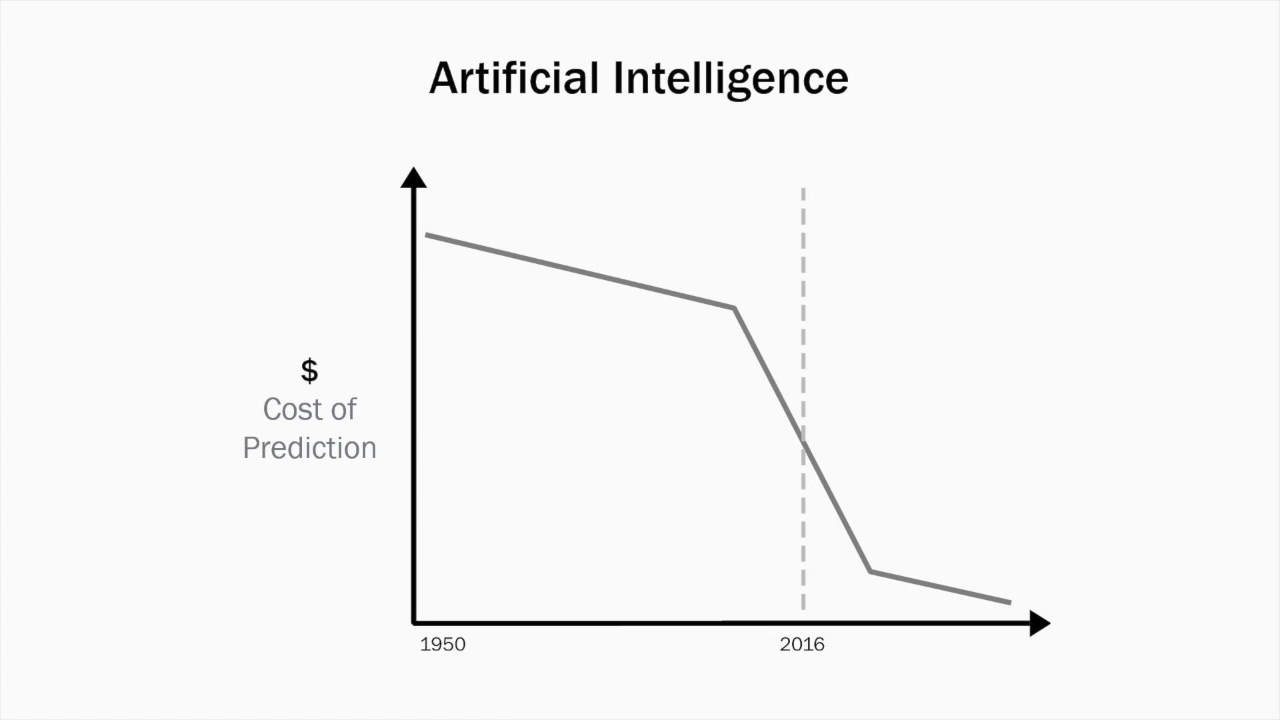 Artificial Intelligence
$
Cost of
Prediction
1950
2016